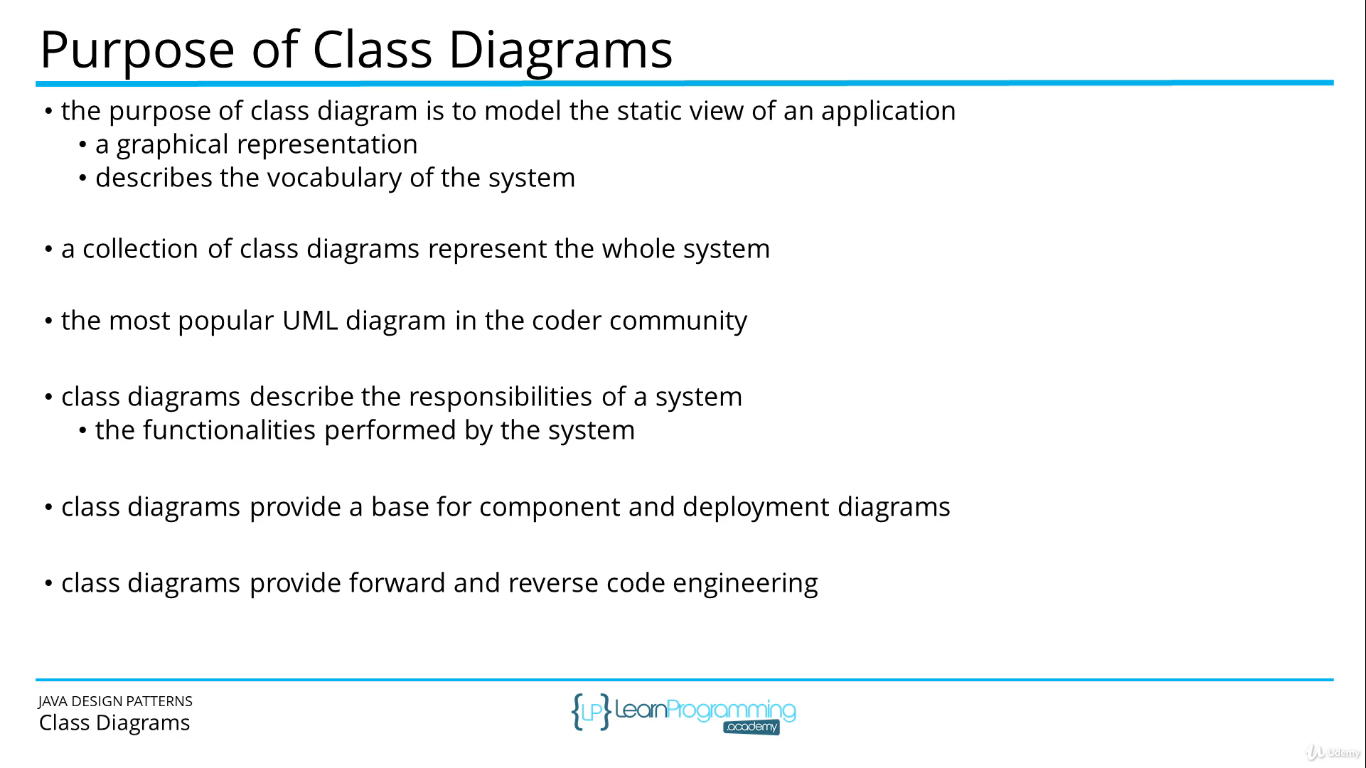 Purpose of Class Diagrams
• the purpose of class diagram is to model the static view of an application
• a graphical representation
• describes the vocabulary of the system
• a collection of class diagrams represent the whole system
• the most popular UML diagram in the coder community
• class diagrams describe the responsibilities of a system
• the functionalities performed by the system
• class diagrams provide a base for component and deployment diagrams
• class diagrams provide forward and reverse code engineering
JAVA DESIGN PATTERNS
Class Diagrams
{LP} LearnProgramming
.academy
Udemy